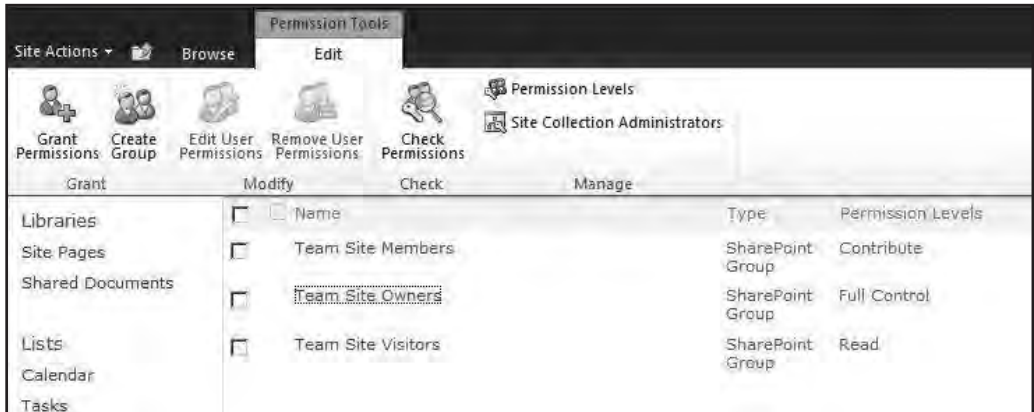 Permission Tools
Site Actions
Browse
Edit
Grant
Permissions
Create
Group
Edit User
Permissions
Remove User
Permissions
Check
Permissions
Permission Levels
Site Collection Administrators
Grant
Modify
Check
Manage
Libraries
Site Pages
Shared Documents
Lists
Calendar
Tasks
Name
Type
Permission Levels
Team Site Members
SharePoint
Group
Contribute
Team Site Owners
SharePoint
Group
Full Control
Team Site Visitors
SharePoint
Group
Read